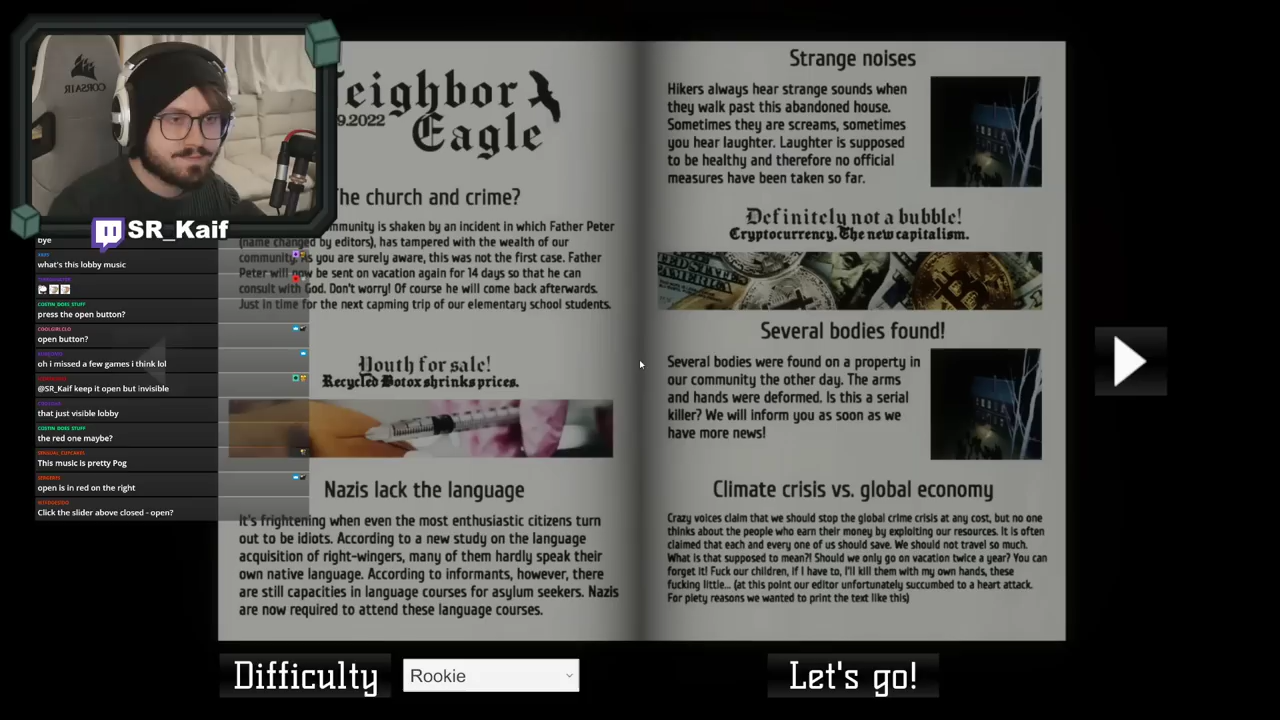 CORSAIR
SR_Kaif
bye
what's this lobby music
COSTIN DOES STUFF
press the open button?
open button?
oh i missed a few games i think lol
@SR_Kaif keep it open but invisible
that just visible lobby
COSTIN DOES STUFF
the red one maybe?
This music is pretty Pog
open is in red on the right
Click the slider above closed - open?
eighbor
9.2022
Eagle
he church and crime?
mmunity is shaken by an incident in which Father Peter
(name changed by editors), has tampered with the wealth of our
community. As you are surely aware, this was not the first case. Father
Peter will now be sent on vacation again for 14 days so that he can
consult with God. Don't worry! Of course he will come back afterwards.
Just in time for the next capming trip of our elementary school students.
Youth for sale!
Recycled Botox shrinks prices.
Nazis lack the language
It's frightening when even the most enthusiastic citizens turn
out to be idiots. According to a new study on the language
acquisition of right-wingers, many of them hardly speak their
own native language. According to informants, however, there
are still capacities in language courses for asylum seekers. Nazis
are now required to attend these language courses.
Strange noises
Hikers always hear strange sounds when
they walk past this abandoned house.
Sometimes they are screams, sometimes
you hear laughter. Laughter is supposed
to be healthy and therefore no official
measures have been taken so far.
Definitely not a bubble!
Cryptocurrency. The new capitalism.
Several bodies found!
Several bodies were found on a property in
our community the other day. The arms
and hands were deformed. Is this a serial
killer? We will inform you as soon as we
have more news!
Climate crisis vs. global economy
Crazy voices claim that we should stop the global crime crisis at any cost, but no one
thinks about the people who earn their money by exploiting our resources. It is often
claimed that each and every one of us should save. We should not travel so much.
What is that supposed to mean?! Should we only go on vacation twice a year? You can
forget it! Fuck our children, if I have to, I'll kill them with my own hands, these
fucking little... (at this point our editor unfortunately succumbed to a heart attack.
For piety reasons we wanted to print the text like this)
Difficulty
Rookie
Let's go!